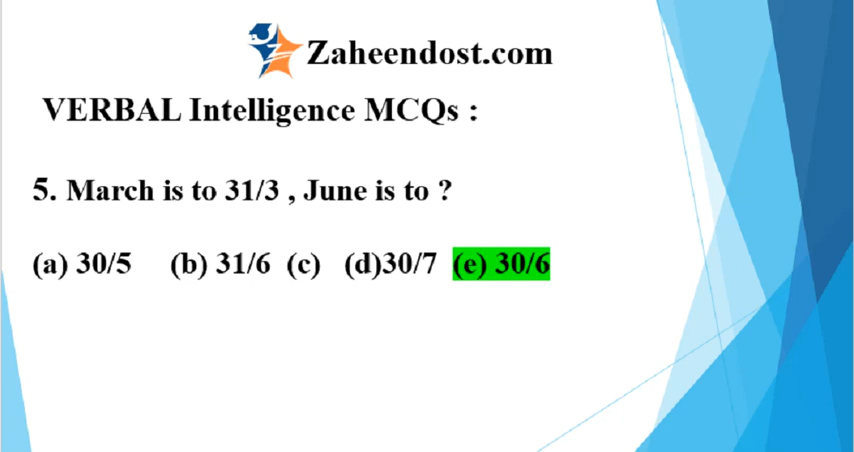 Zaheendost.com
VERBAL Intelligence MCQs :
5. March is to 31/3 , June is to ?
(a) 30/5 (b) 31/6 (c) (d)30/7 (e) 30/6